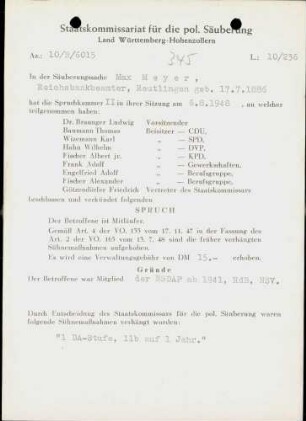 Staatskommissariat für die pol. Säuberung
Land Württemberg-Hohenzollern
Az.: 10/S/6015
345
L.: 10/236
In der Säuberungssache Max Mayer,
Reichsbankbeamter, Reutlingen geb. 17.7.1886
hat die Spruchkammer II in ihrer Sitzung am 6.8.1948 , an welcher
teilgenommen haben:
Dr. Breuniger Ludwig Vorsitzender
Baumann Thomas Beisitzer — CDU,
Wizemann Karl „ — SPD,
Hohn Wilhelm „ — DVP,
Fischer Albert jr. „ — KPD,
Frank Adolf „ — Gewerkschaften,
Engelfried Adolf „ — Berufsgruppe,
Fischer Alexander „ — Berufsgruppe,
Götzendörfer Friedrich Vertreter des Staatskommissars
beschlossen und verkündet folgenden
SPRUCH
Der Betroffene ist Mitläufer.
Gemäß Art. 4 der VO. 133 vom 17. 11. 47 in der Fassung des
Art. 2 der VO. 165 vom 13. 7. 48 sind die früher verhängten
Sühnemaßnahmen aufgehoben.
Es wird eine Verwaltungsgebühr von DM 15.— erhoben.
Gründe
Der Betroffene war Mitglied der NSDAP ab 1941, RdB, NSV.
Durch Entscheidung des Staatskommissars für die pol. Säuberung waren
folgende Sühnemaßnahmen verhängt worden:
"1 DA-Stufe, 11b auf 1 Jahr."